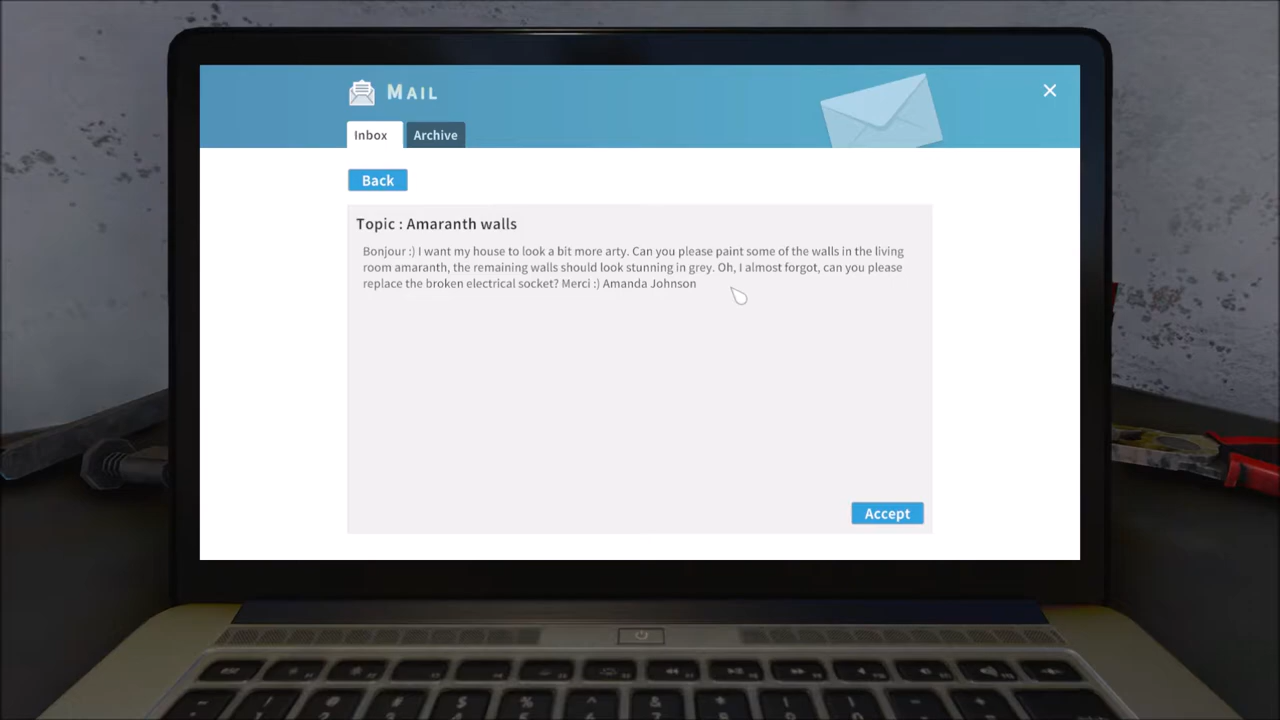 MAIL
Inbox
Archive
Back
Topic : Amaranth walls
Bonjour :) I want my house to look a bit more arty. Can you please paint some of the walls in the living
room amaranth, the remaining walls should look stunning in grey. Oh, I almost forgot, can you please
replace the broken electrical socket? Merci :) Amanda Johnson
Accept